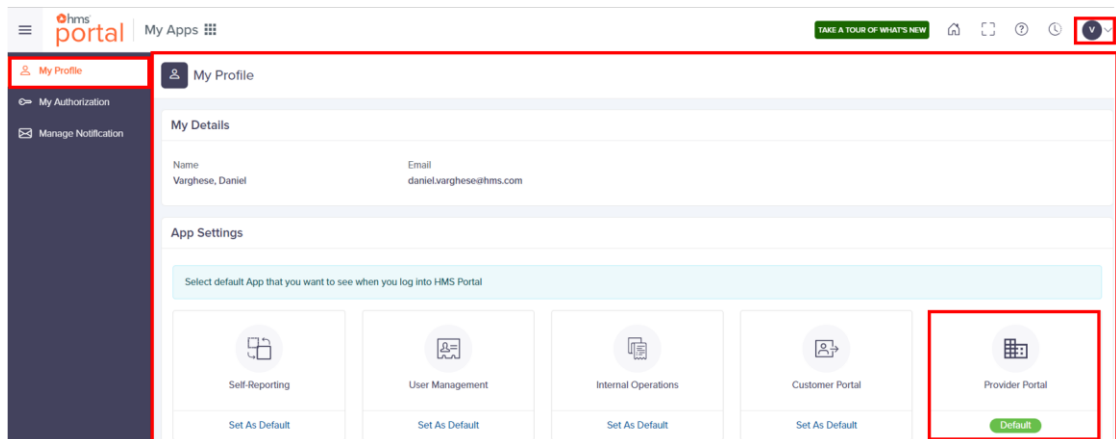 hms
portal
My Apps
TAKE A TOUR OF WHAT'S NEW
V
My Profile
My Authorization
Manage Notification
My Profile
My Details
Name
Email
Varghese, Daniel
daniel.varghese@hms.com
App Settings
Select default App that you want to see when you log into HMS Portal
Self-Reporting
User Management
Internal Operations
Customer Portal
Provider Portal
Set As Default
Set As Default
Set As Default
Set As Default
Default